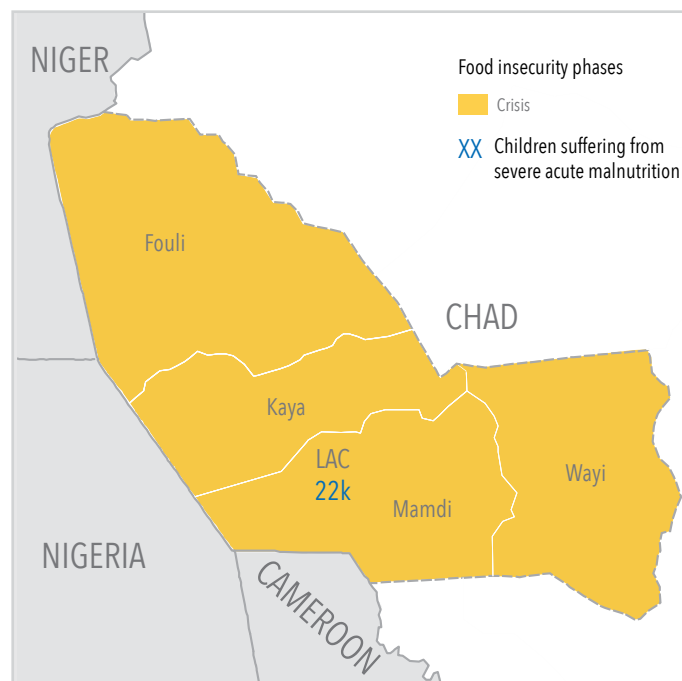 NIGER
Food insecurity phases
Crisis
XX Children suffering from
severe acute malnutrition
Fouli
CHAD
Kaya
LAC
22k
Wayi
Mamdi
NIGERIA
CAMEROON